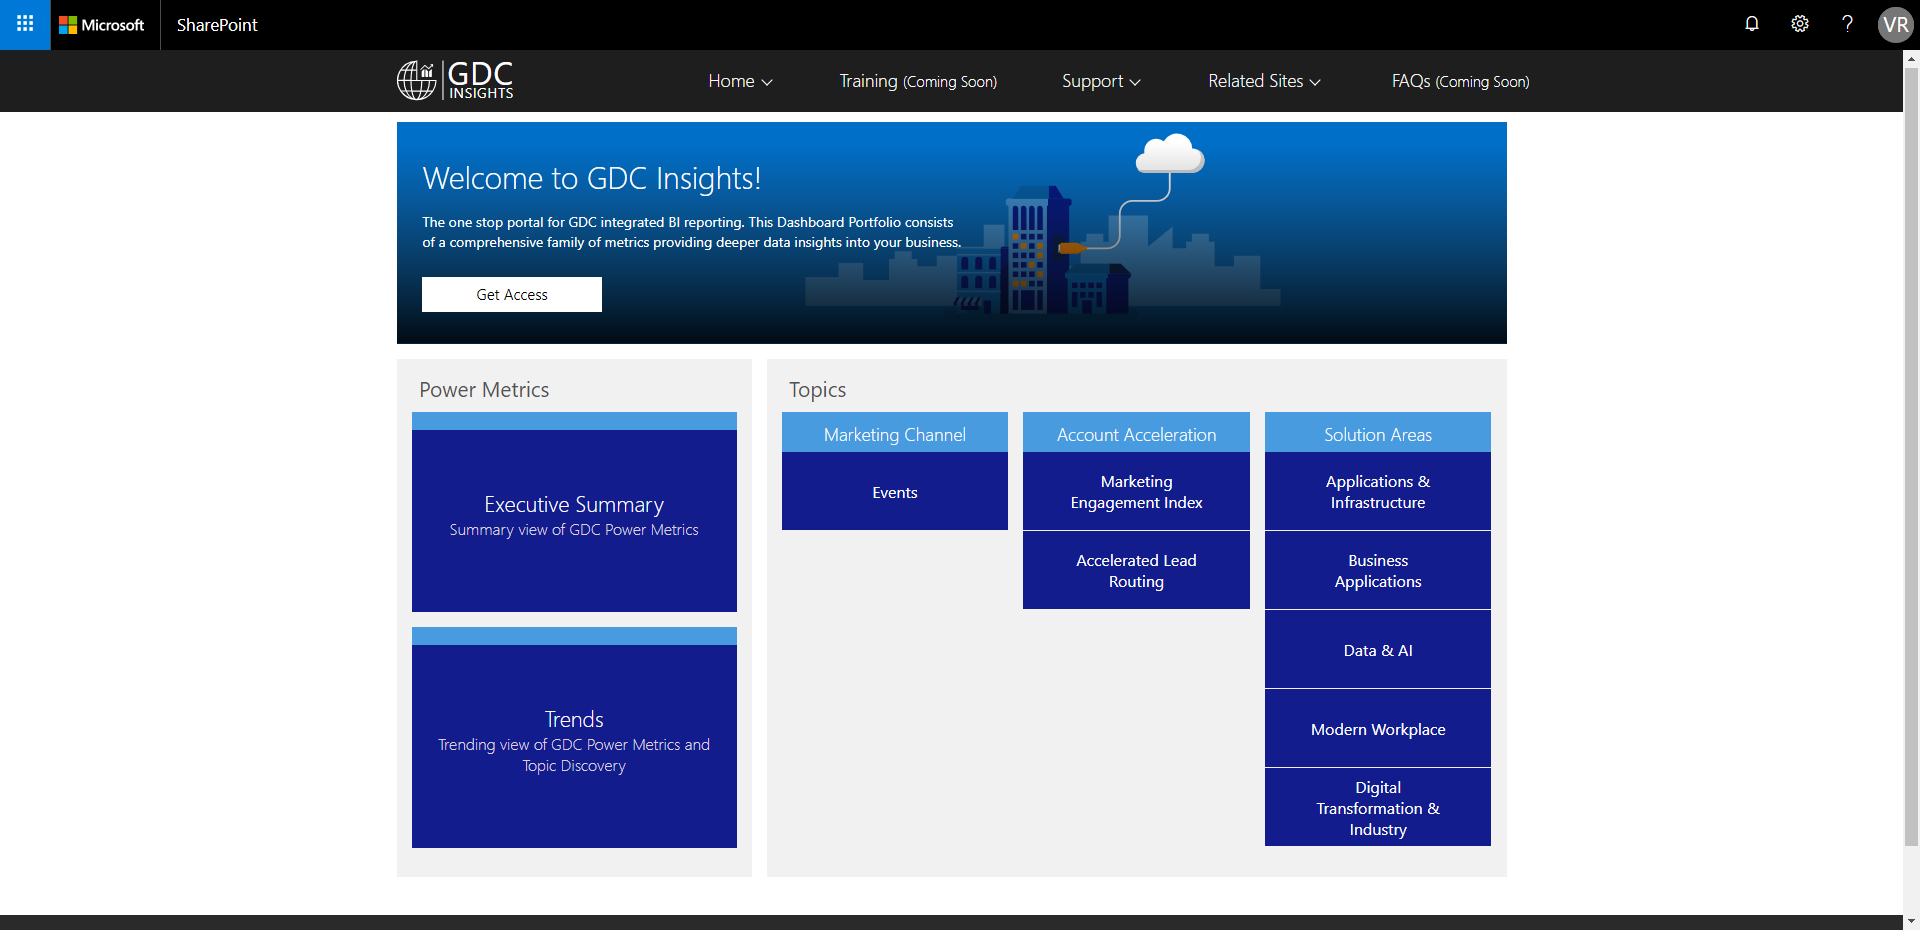 Microsoft
SharePoint
?
VR
GDC
INSIGHTS
Home
Training (Coming Soon)
Support
Related Sites
FAQs (Coming Soon)
Welcome to GDC Insights!
The one stop portal for GDC integrated BI reporting. This Dashboard Portfolio consists
of a comprehensive family of metrics providing deeper data insights into your business.
Get Access
Power Metrics
Executive Summary
Summary view of GDC Power Metrics
Trends
Trending view of GDC Power Metrics and
Topic Discovery
Topics
Marketing Channel
Events
Account Acceleration
Marketing
Engagement Index
Accelerated Lead
Routing
Solution Areas
Applications &
Infrastructure
Business
Applications
Data & AI
Modern Workplace
Digital
Transformation &
Industry